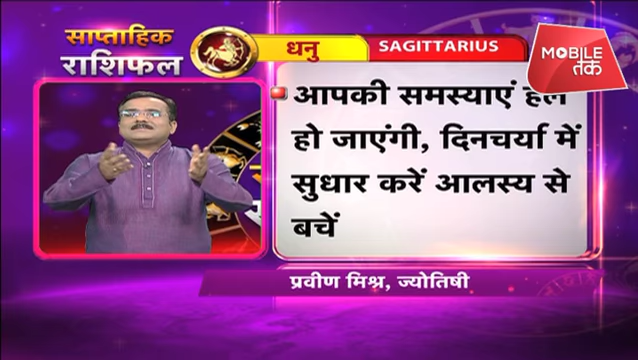 साप्ताहिक
राशिफल
धनु
SAGITTARIUS
MOBILE
तक
आपकी समस्याएं हल
हो जाएंगी, दिनचर्या में
सुधार करें आलस्य से
बचें
प्रवीण मिश्र, ज्योतिषी